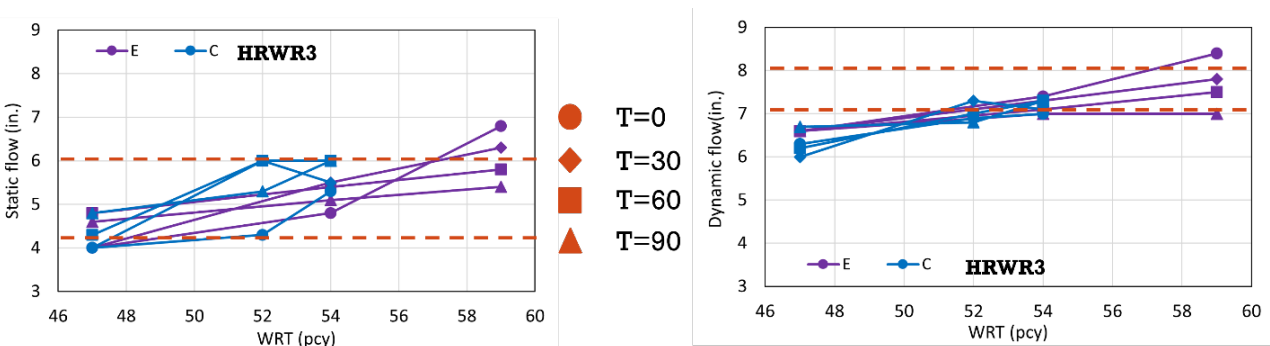 9
8
7
6
5
4
3
Static flow(in.)
E
C
HRWR3
46
48
50
52
54
56
58
60
WRT (pcy)
T=0
T=30
T=60
T=90
9
8
7
6
5
4
3
Dynamic flow(in.)
E
C
HRWR3
46
48
50
52
54
56
58
60
WRT (pcy)